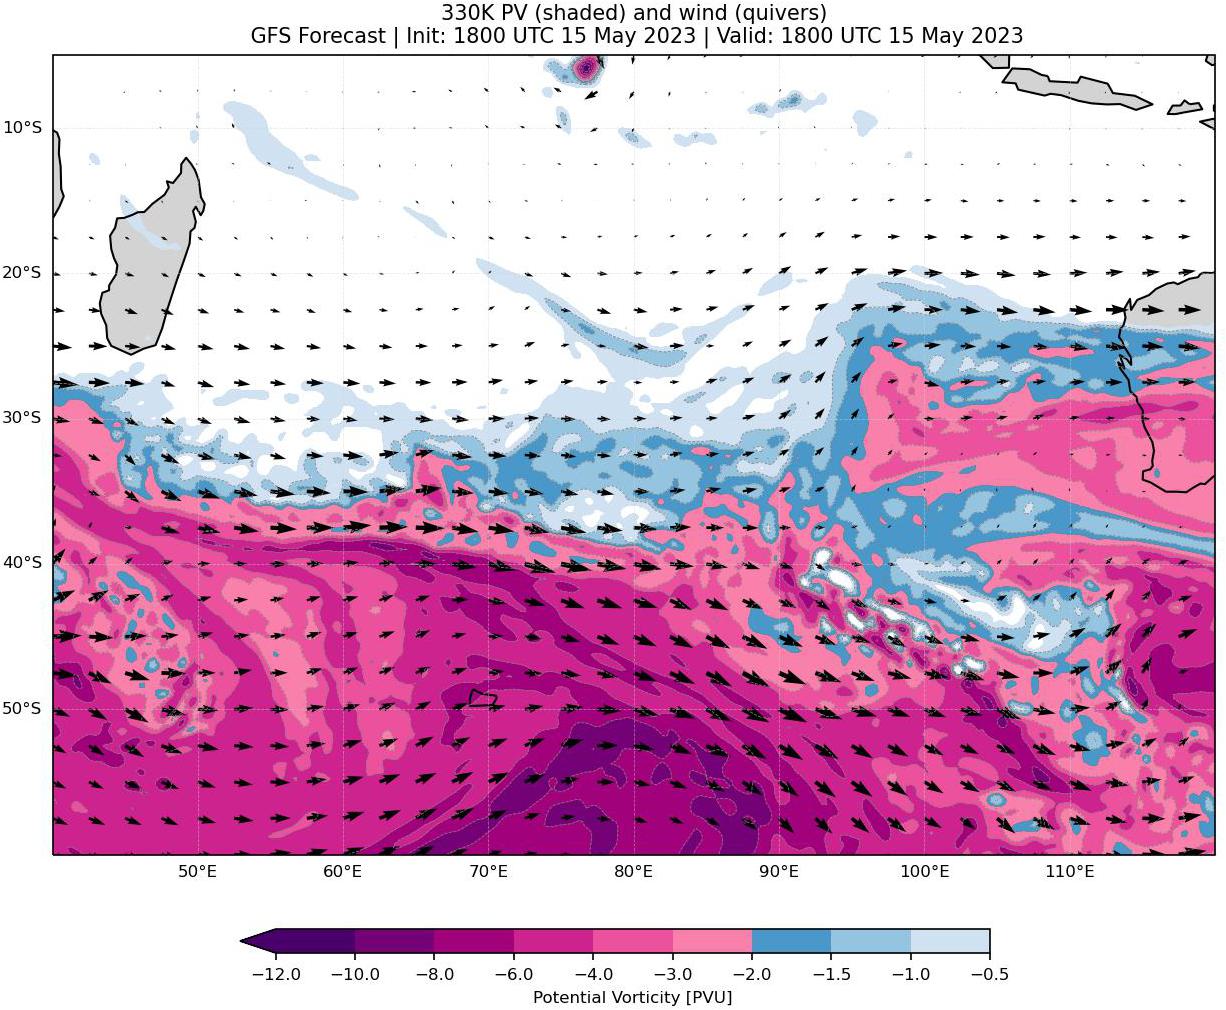 330K PV (shaded) and wind (quivers)
GFS Forecast | Init: 1800 UTC 15 May 2023 | Valid: 1800 UTC 15 May 2023
10°S
20°S
30°S
40°S
50°S
50°E 60°E 70°E 80°E 90°E 100°E 110°E
−12.0 −10.0 −8.0 −6.0 −4.0 −3.0 −2.0 −1.5 −1.0 −0.5
Potential Vorticity [PVU]